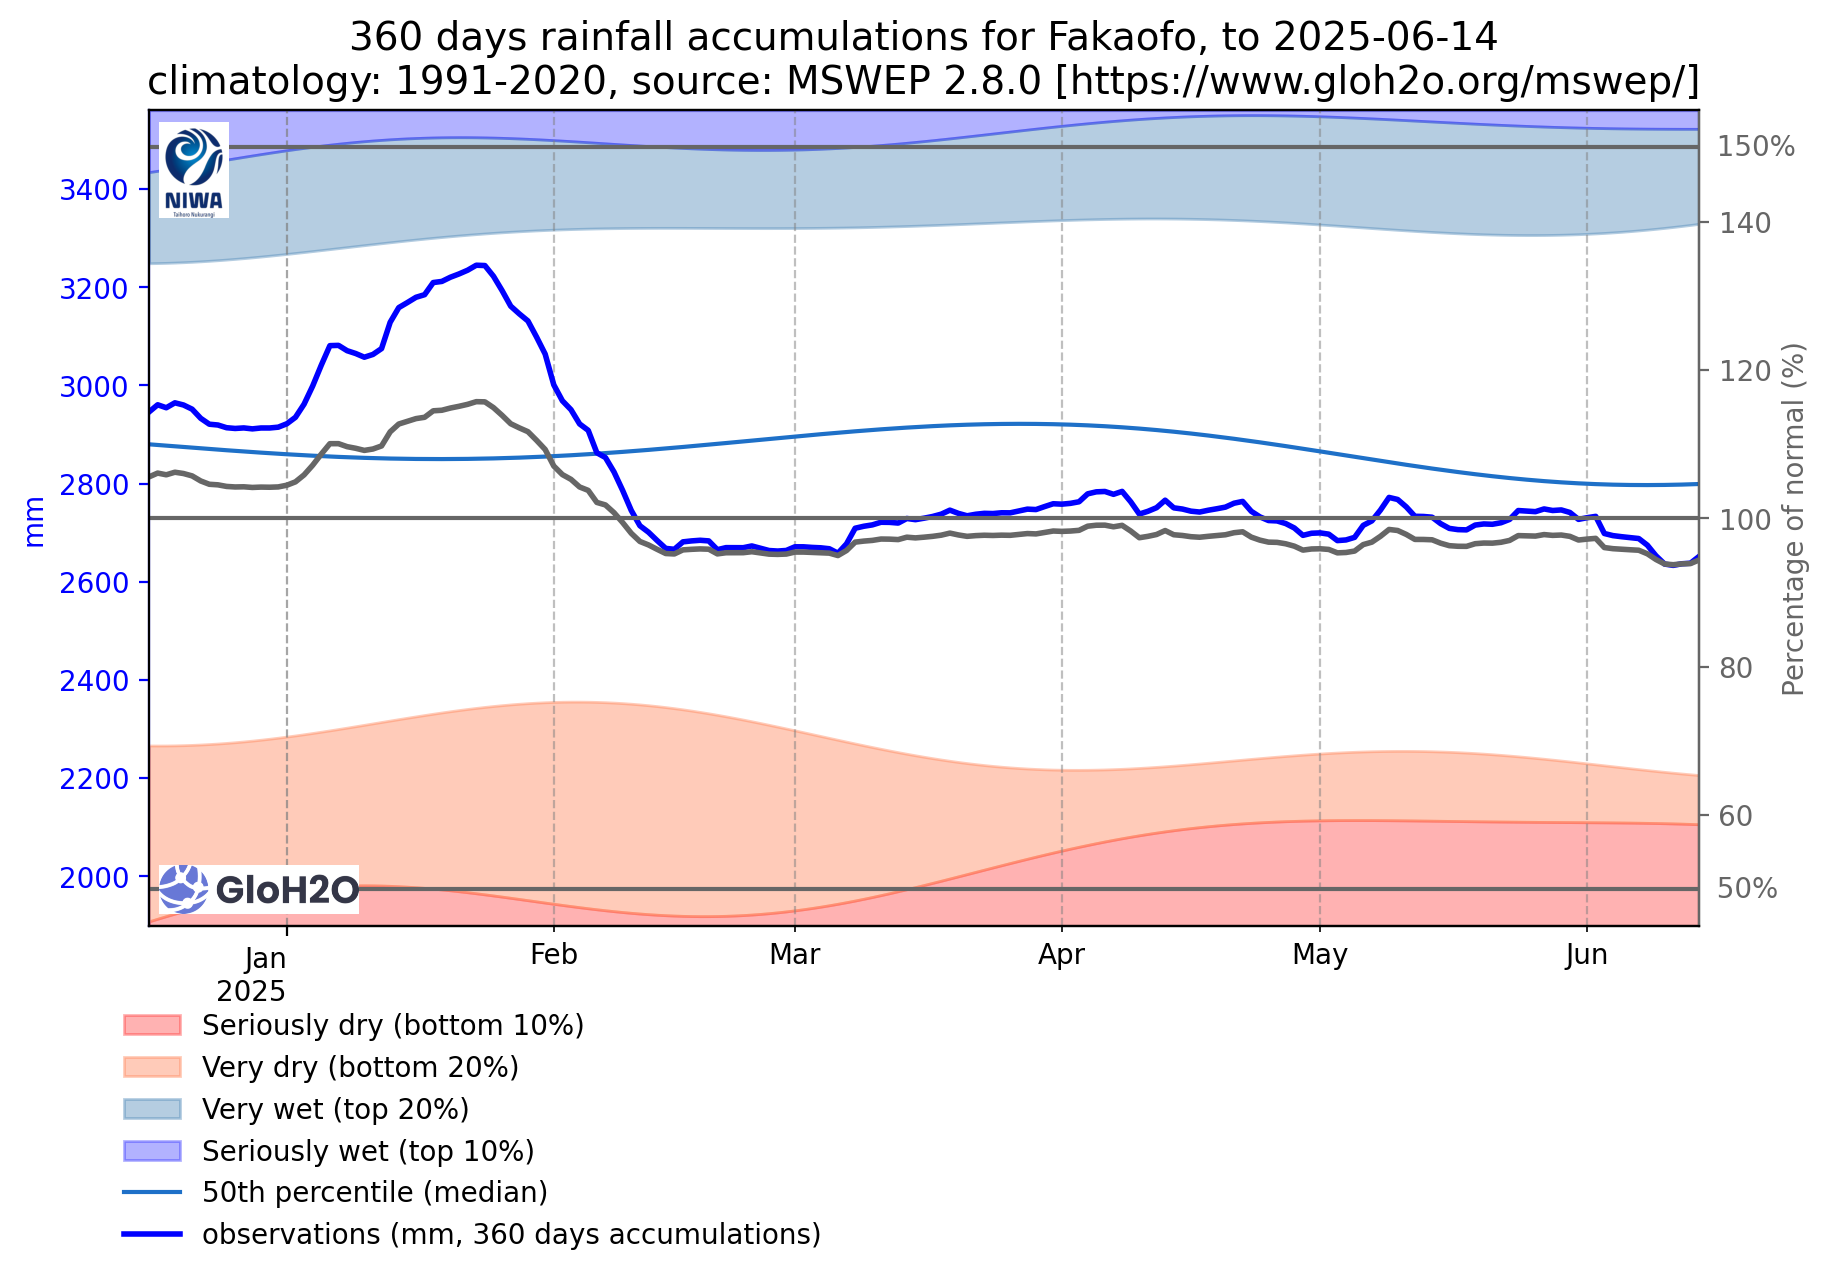 360 days rainfall accumulations for Fakaofo, to 2025-06-14
climatology: 1991-2020, source: MSWEP 2.8.0 [https://www.gloh2o.org/mswep/]
NIWA
Taihoro Nukurangi
3400
3200
3000
2800
2600
2400
2200
2000
mm
150%
140
120
100
80
60
50%
Percentage of normal (%)
GloH2O
Jan
2025
Feb
Mar
Apr
May
Jun
Seriously dry (bottom 10%)
Very dry (bottom 20%)
Very wet (top 20%)
Seriously wet (top 10%)
50th percentile (median)
observations (mm, 360 days accumulations)